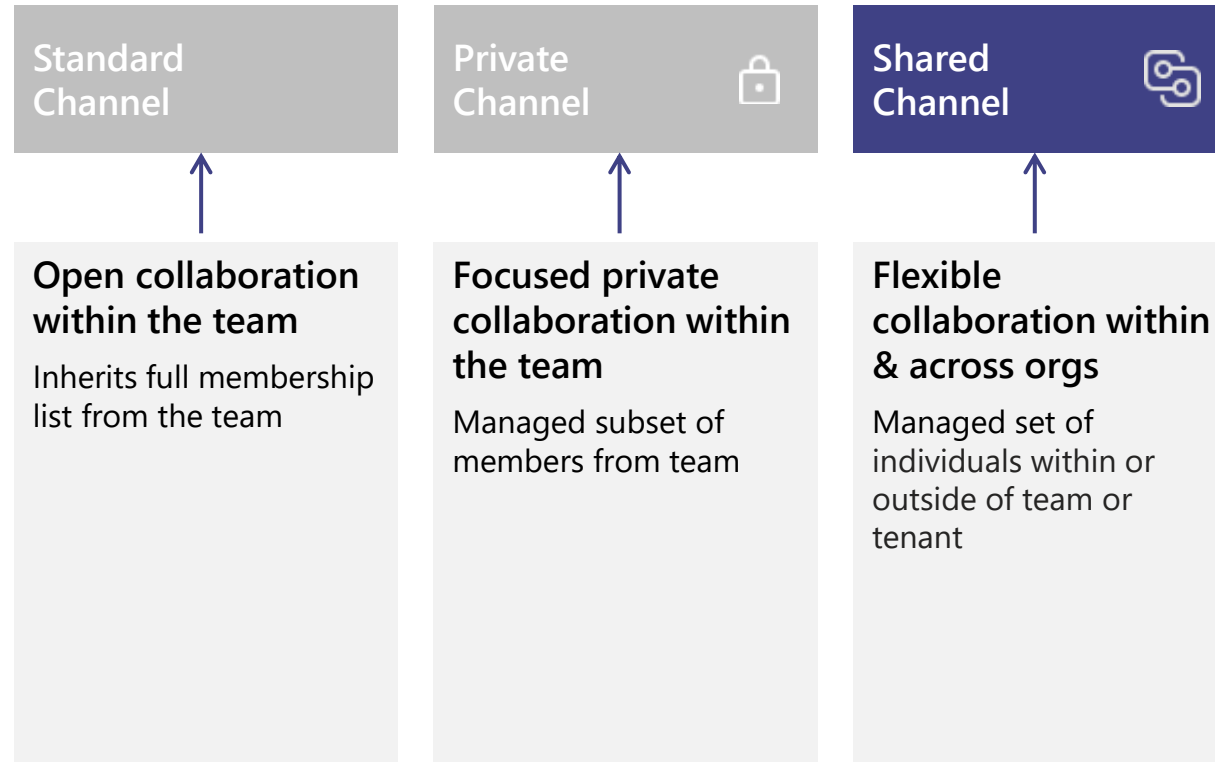 Standard
Channel
Private
Channel
Shared
Channel
Open collaboration
within the team
Inherits full membership
list from the team
Focused private
collaboration within
the team
Managed subset of
members from team
Flexible
collaboration within
& across orgs
Managed set of
individuals within or
outside of team or
tenant